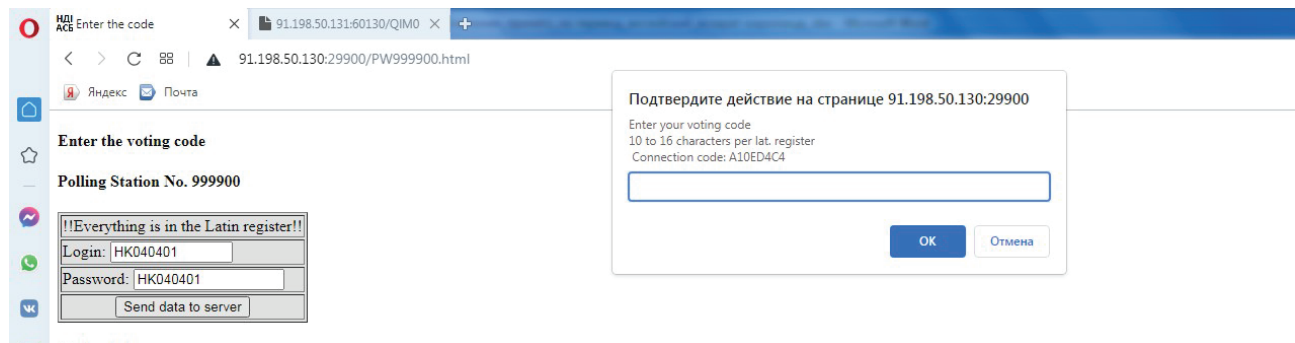 НДІ
АСБ
Enter the code
91.198.50.131:60130/QIM0
91.198.50.130:29900/PW999900.html
Я Яндекс Почта
Подтвердите действие на странице 91.198.50.130:29900
Enter your voting code
10 to 16 characters per lat. register
Connection code: A10ED4C4
OK Отмена
Enter the voting code
Polling Station No. 999900
!!Everything is in the Latin register!!
Login: HK040401
Password: HK040401
Send data to server